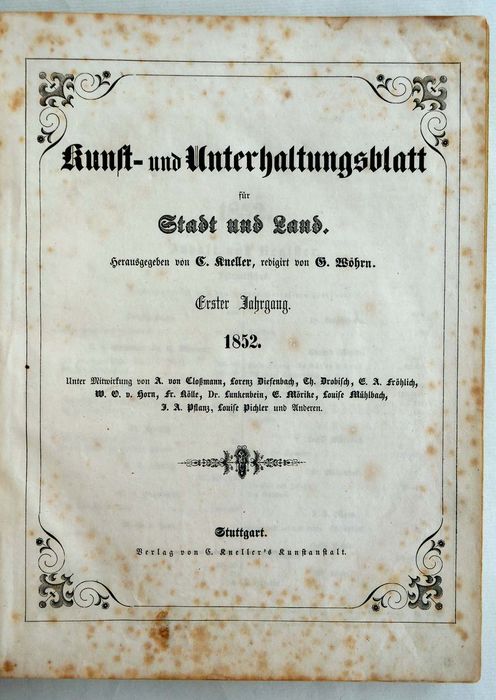 Kunst- und Unterhaltungsblatt
für
Stadt und Land.
Herausgegeben von C. Kneller, redigirt von G. Wöhrn.
Erster Jahrgang.
1852.
Unter Mitwirkung von A. von Cloßmann, Lorenz Diefenbach, Th. Drobisch, E. A. Fröhlich,
W. O. v. Horn, Fr. Kölle, Dr. Lunkenbein, E. Mörike, Louise Mühlbach,
J. A. Pflanz, Louise Pichler und Anderen.
Stuttgart.
Verlag von C. Kneller's Kunstanstalt.